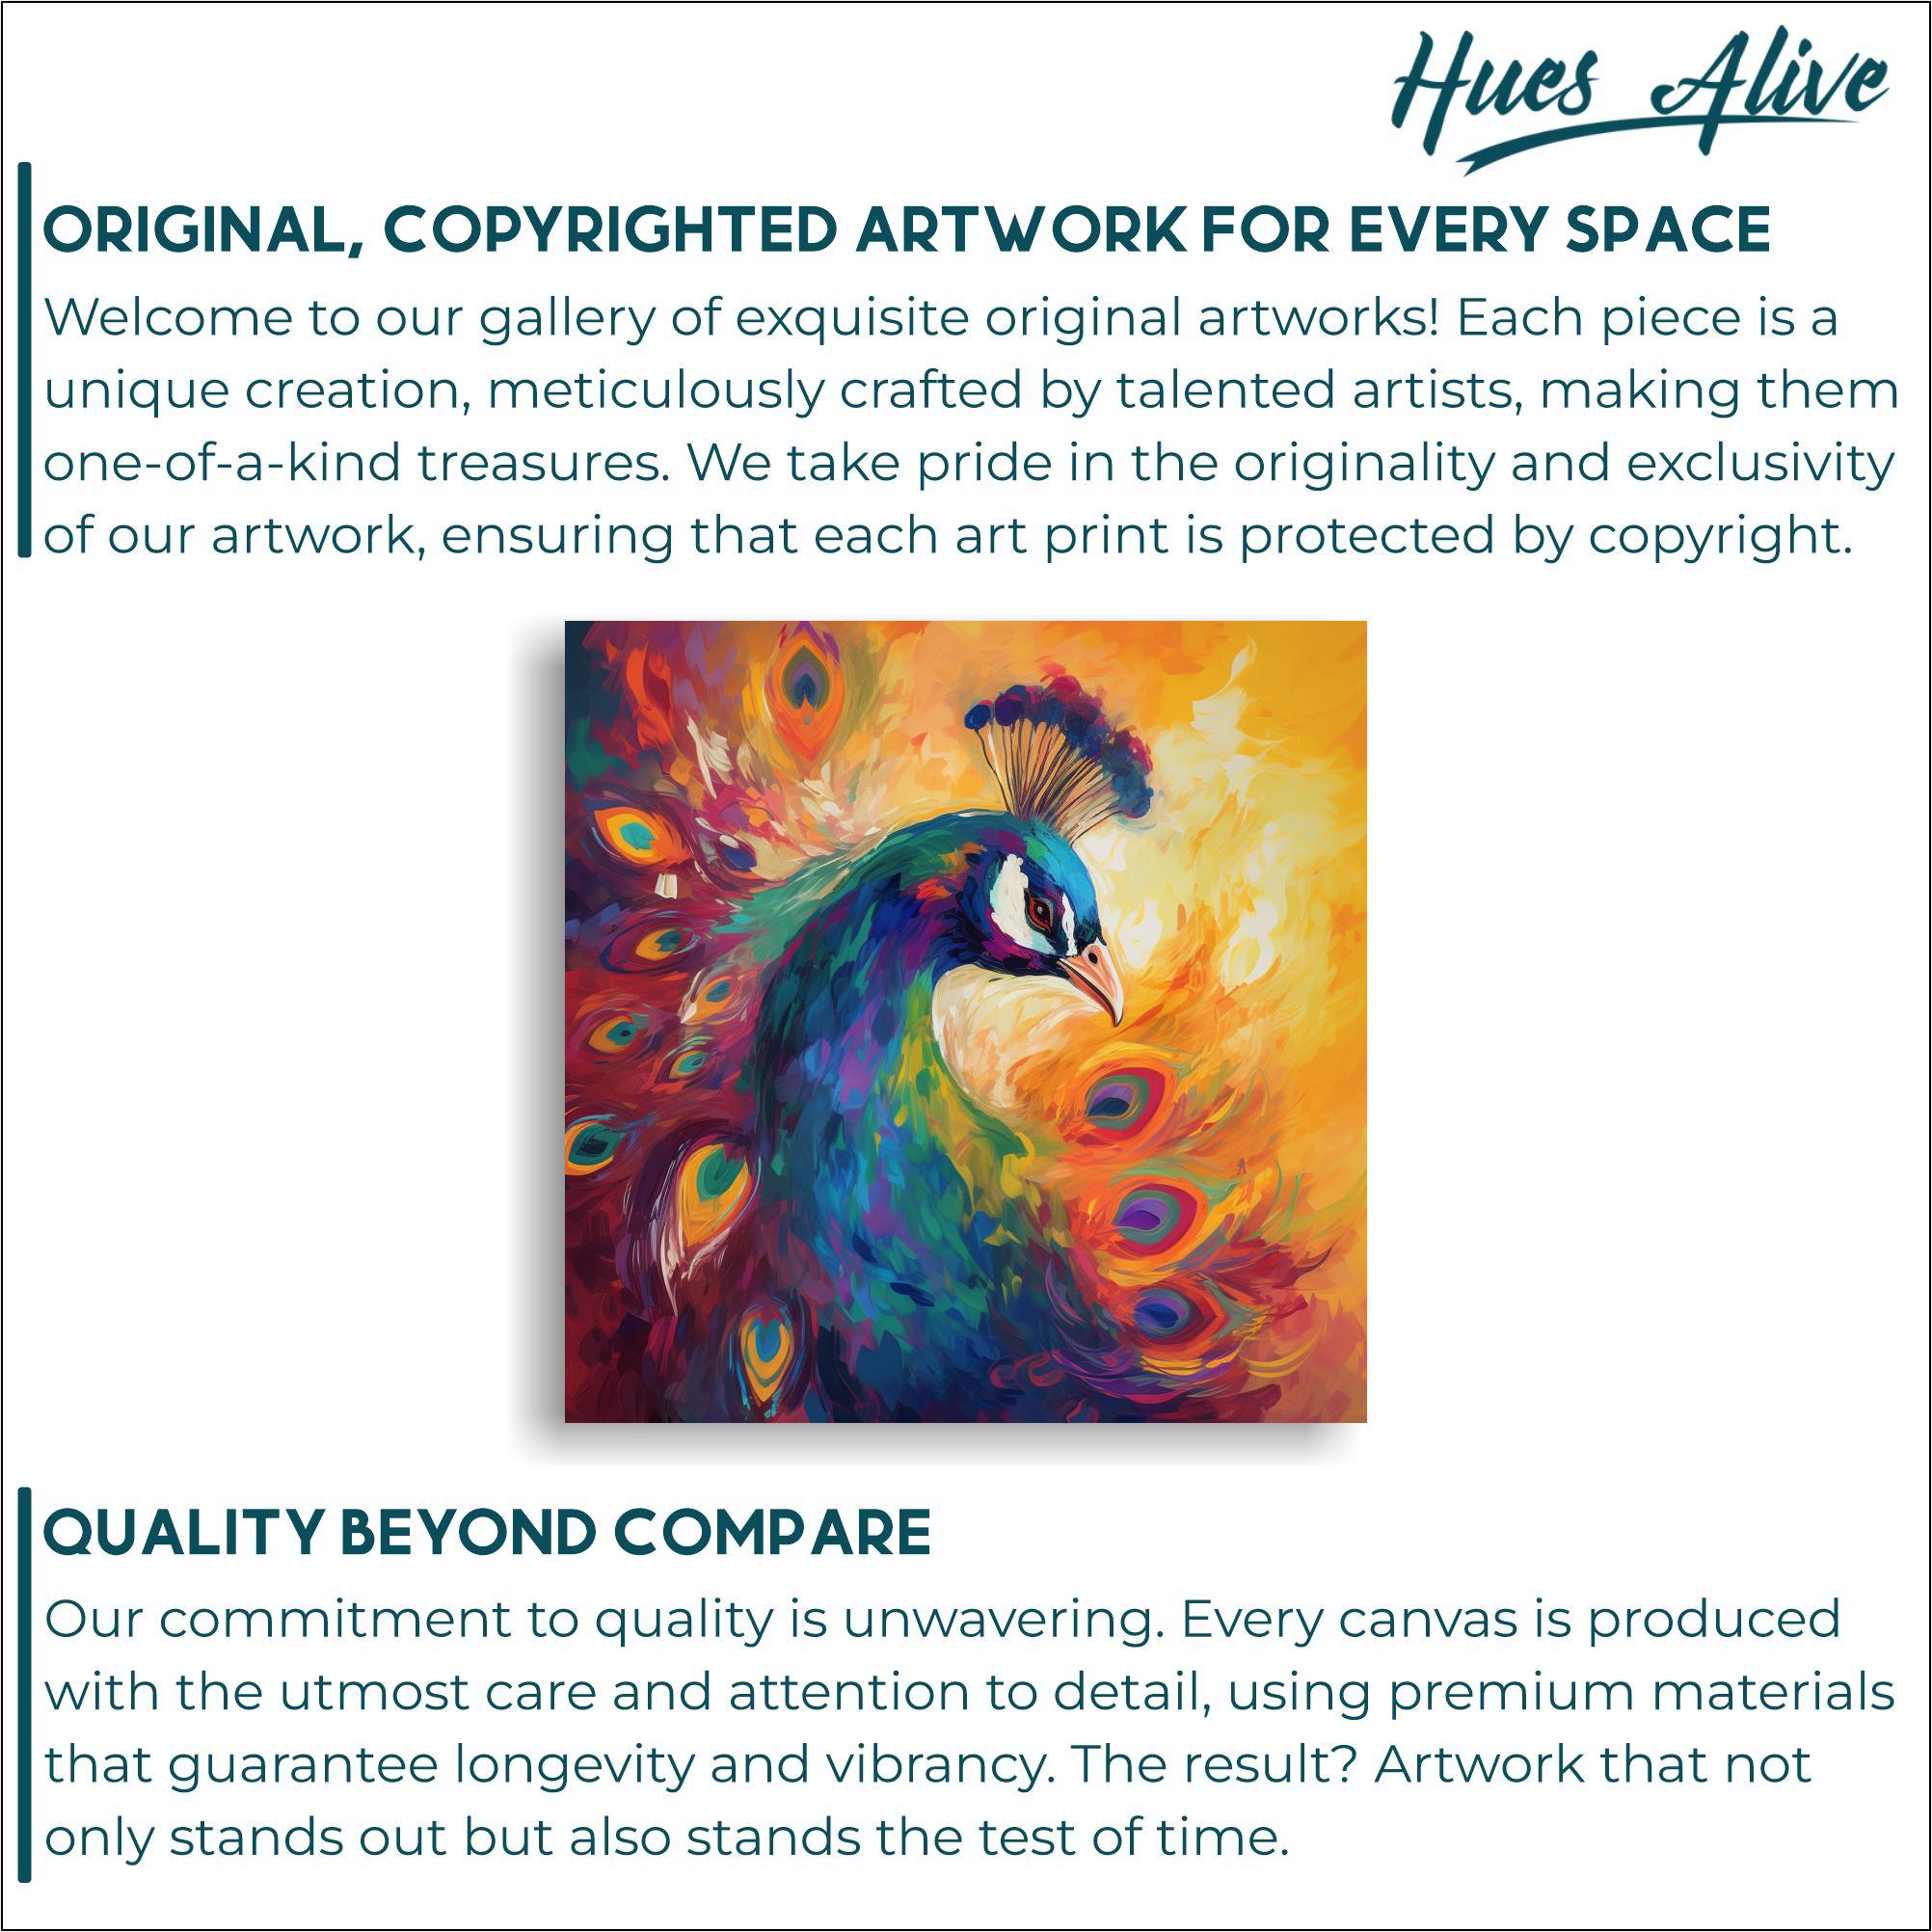 Hues Alive
ORIGINAL, COPYRIGHTED ARTWORK FOR EVERY SPACE
Welcome to our gallery of exquisite original artworks! Each piece is a
unique creation, meticulously crafted by talented artists, making them
one-of-a-kind treasures. We take pride in the originality and exclusivity
of our artwork, ensuring that each art print is protected by copyright.
QUALITY BEYOND COMPARE
Our commitment to quality is unwavering. Every canvas is produced
with the utmost care and attention to detail, using premium materials
that guarantee longevity and vibrancy. The result? Artwork that not
only stands out but also stands the test of time.